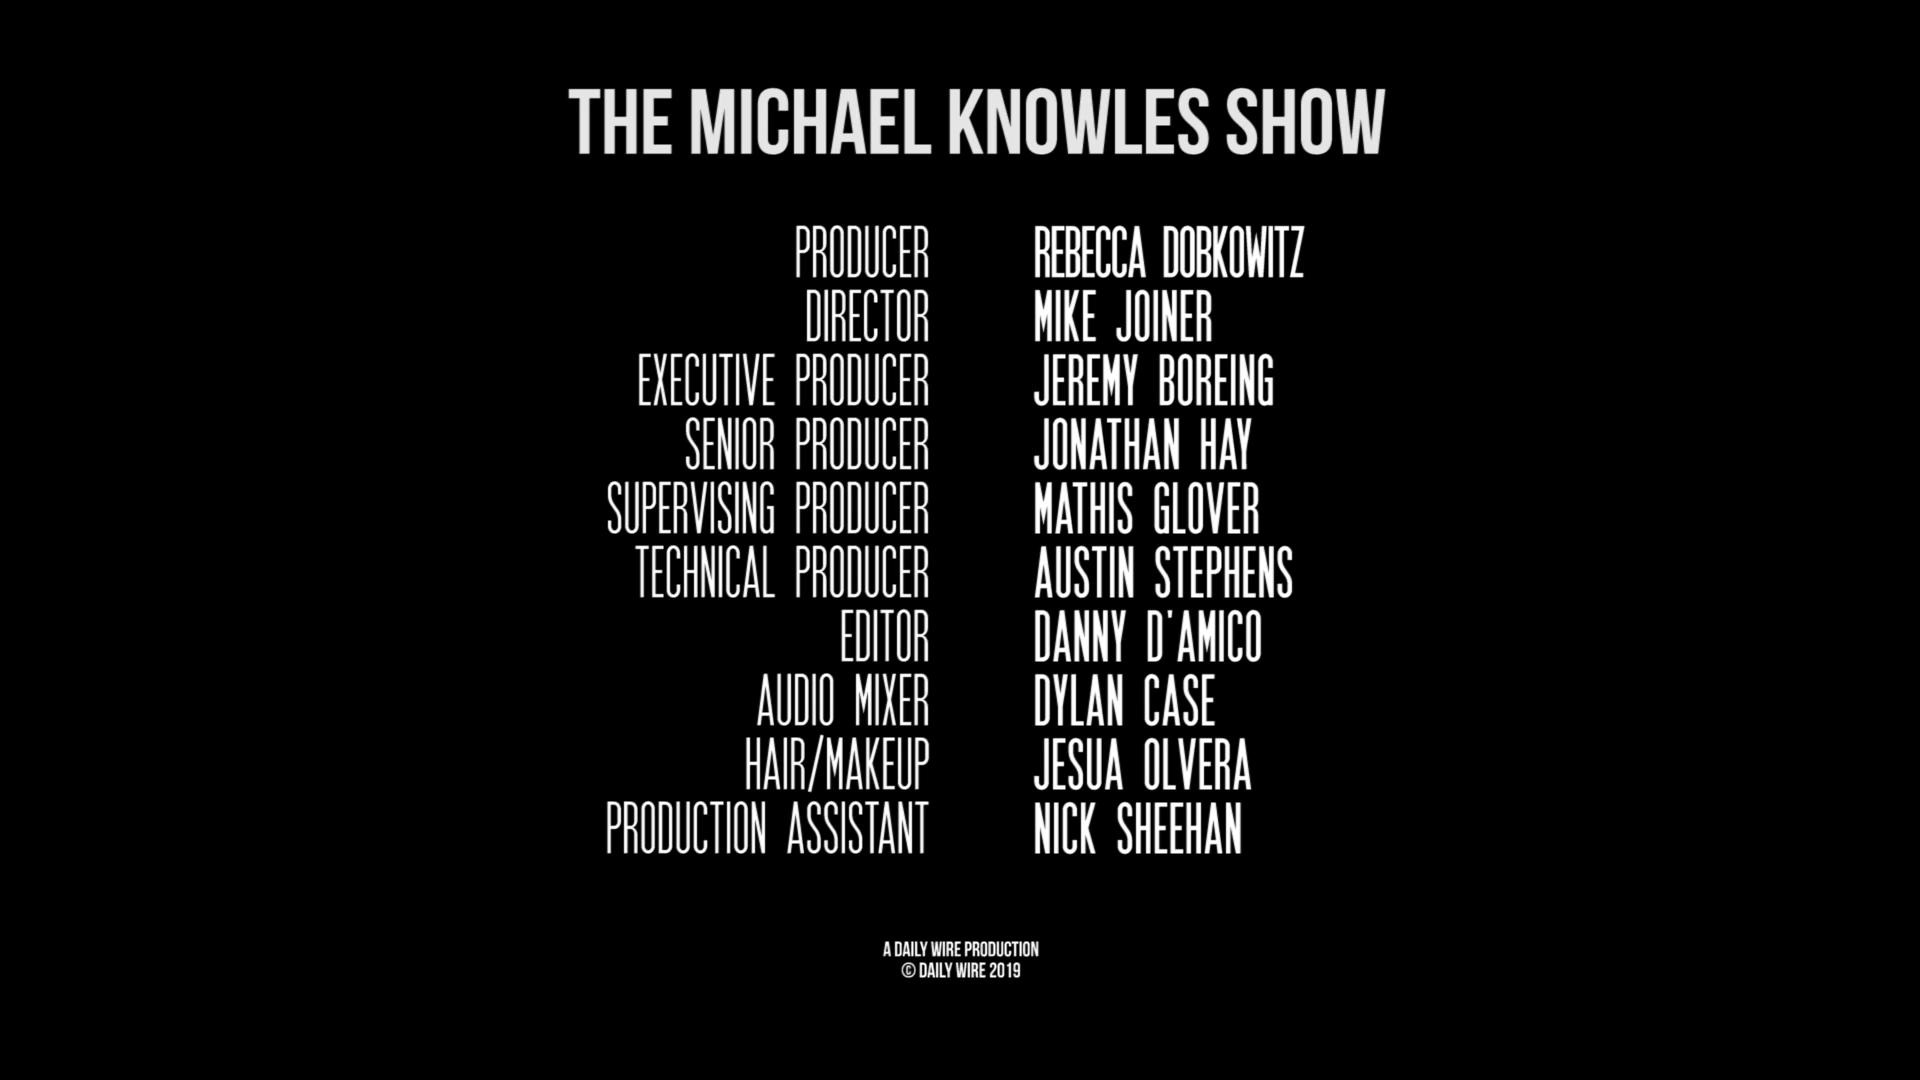 THE MICHAEL KNOWLES SHOW
PRODUCER REBECCA DOBKOWITZ
DIRECTOR MIKE JOINER
EXECUTIVE PRODUCER JEREMY BOREING
SENIOR PRODUCER JONATHAN HAY
SUPERVISING PRODUCER MATHIS GLOVER
TECHNICAL PRODUCER AUSTIN STEPHENS
EDITOR DANNY D'AMICO
AUDIO MIXER DYLAN CASE
HAIR/MAKEUP JESUA OLVERA
PRODUCTION ASSISTANT NICK SHEEHAN
A DAILY WIRE PRODUCTION
© DAILY WIRE 2019